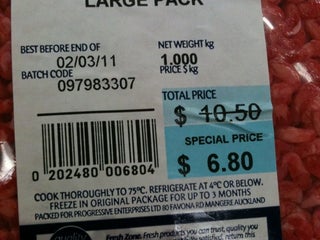 LARGE PACK
BEST BEFORE END OF
02/03/11
NET WEIGHT kg
1.000
BATCH CODE
097983307
PRICE $ kg
TOTAL PRICE
$ 10.50
SPECIAL PRICE
$ 6.80
0 202480 006804
COOK THOROUGHLY TO 75°C. REFRIGERATE AT 4°C OR BELOW.
FREEZE IN ORIGINAL PACKAGE FOR UP TO 3 MONTHS
PACKED FOR PROGRESSIVE ENTERPRISES LTD 80 FAVONA RD MANGERE AUCKLAND
quality
Fresh Zone. Fresh products you can trust, quality you